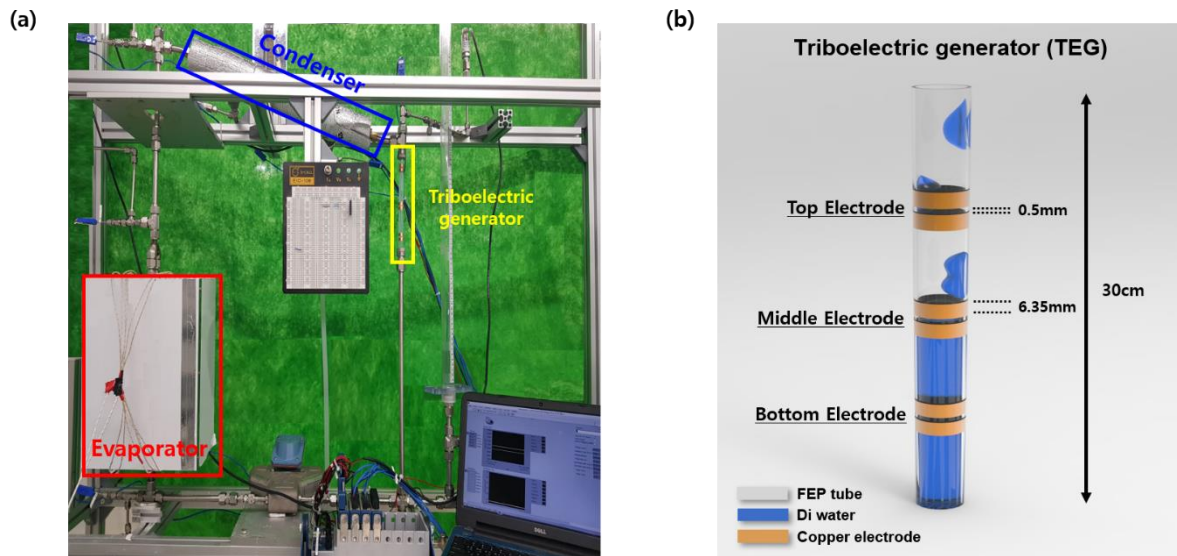 (a)
Condenser
Triboelectric
generator
Evaporator
DELL
(b)
Triboelectric generator (TEG)
Top Electrode
0.5mm
30cm
6.35mm
Middle Electrode
Bottom Electrode
FEP tube
Di water
Copper electrode